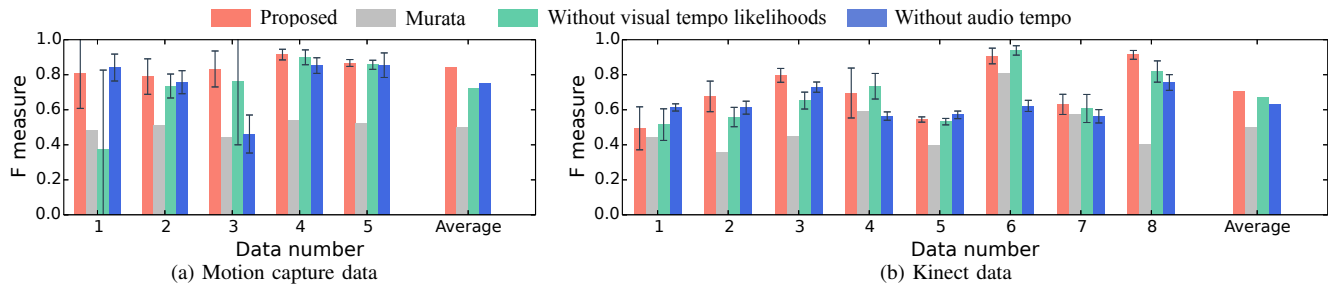 Proposed Murata Without visual tempo likelihoods Without audio tempo
1.0
0.8
0.6
0.4
0.2
0.0
F measure
1 2 3 4 5 Average
Data number
(a) Motion capture data
1.0
0.8
0.6
0.4
0.2
0.0
F measure
1 2 3 4 5 6 7 8 Average
Data number
(b) Kinect data